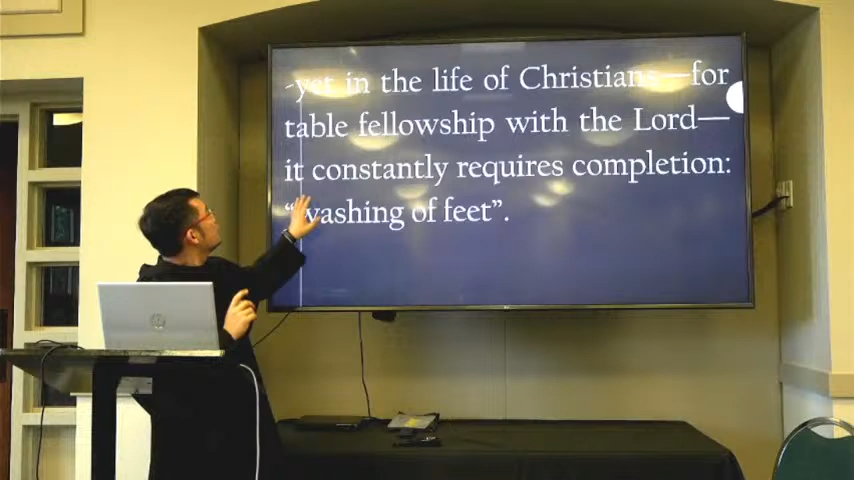 -yet in the life of Christians—for
table fellowship with the Lord—
it constantly requires completion:
“washing of feet”.